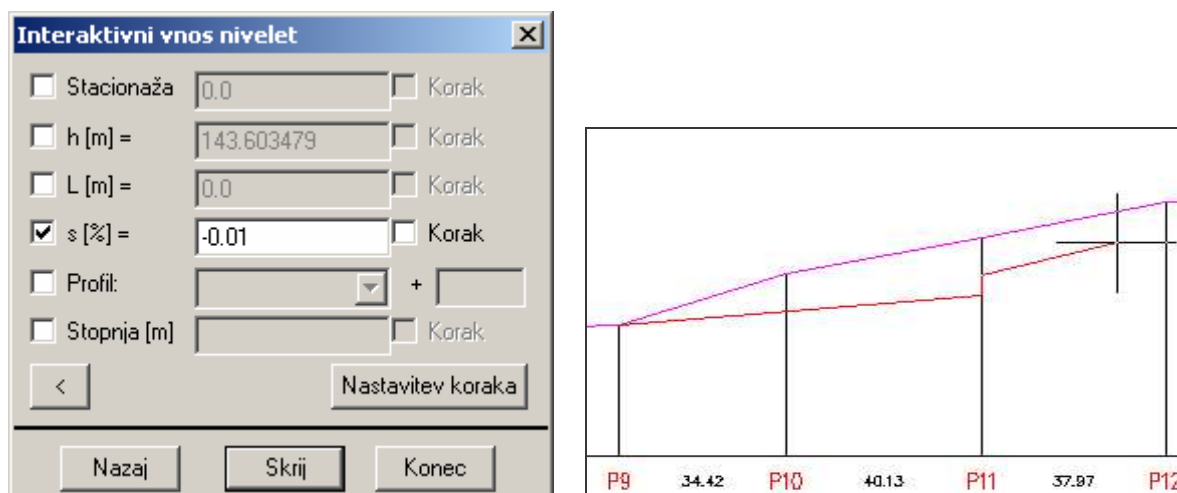 Interaktivni vnos nivelet
Stacionaža 0.0 Korak
h [m] = 143.603479 Korak
L [m] = 0.0 Korak
s [%] = -0.01 Korak
Profil: +
Stopnja [m] Korak
< Nastavitev koraka
Nazaj Skrij Konec
P9 34.42 P10 40.13 P11 37.97 P12